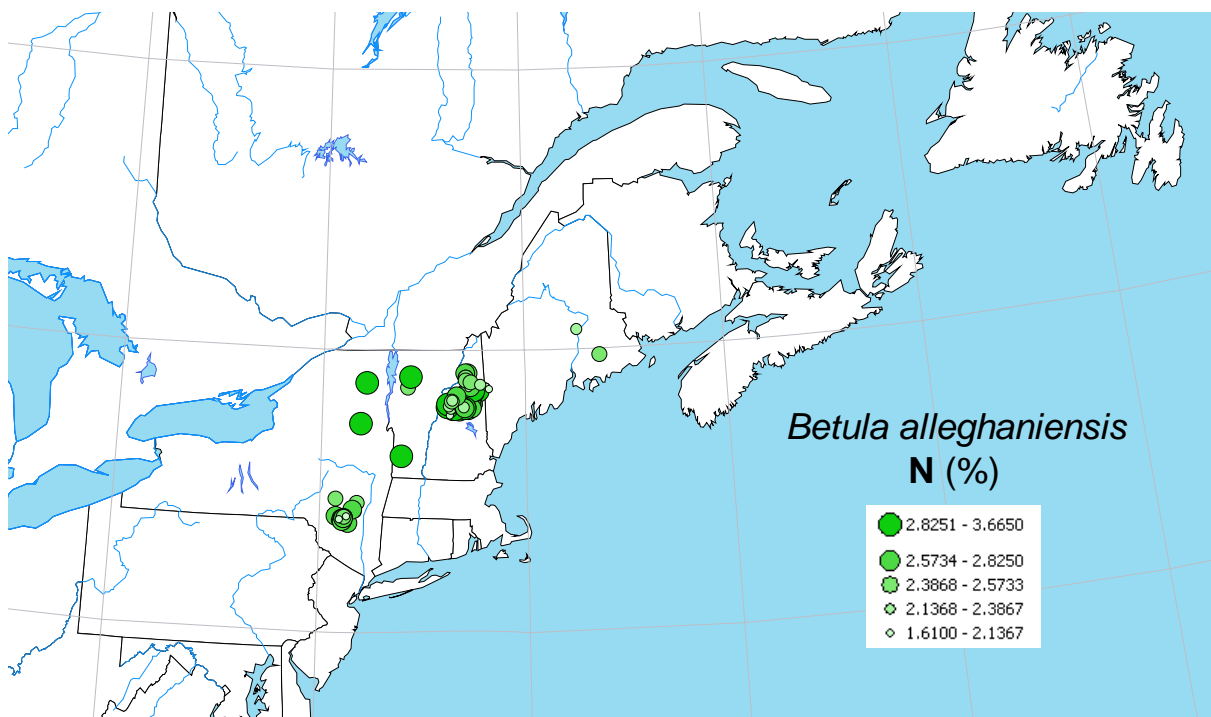 Betula alleghaniensis
N (%)
2.8251 - 3.6650
2.5734 - 2.8250
2.3868 - 2.5733
2.1368 - 2.3867
1.6100 - 2.1367